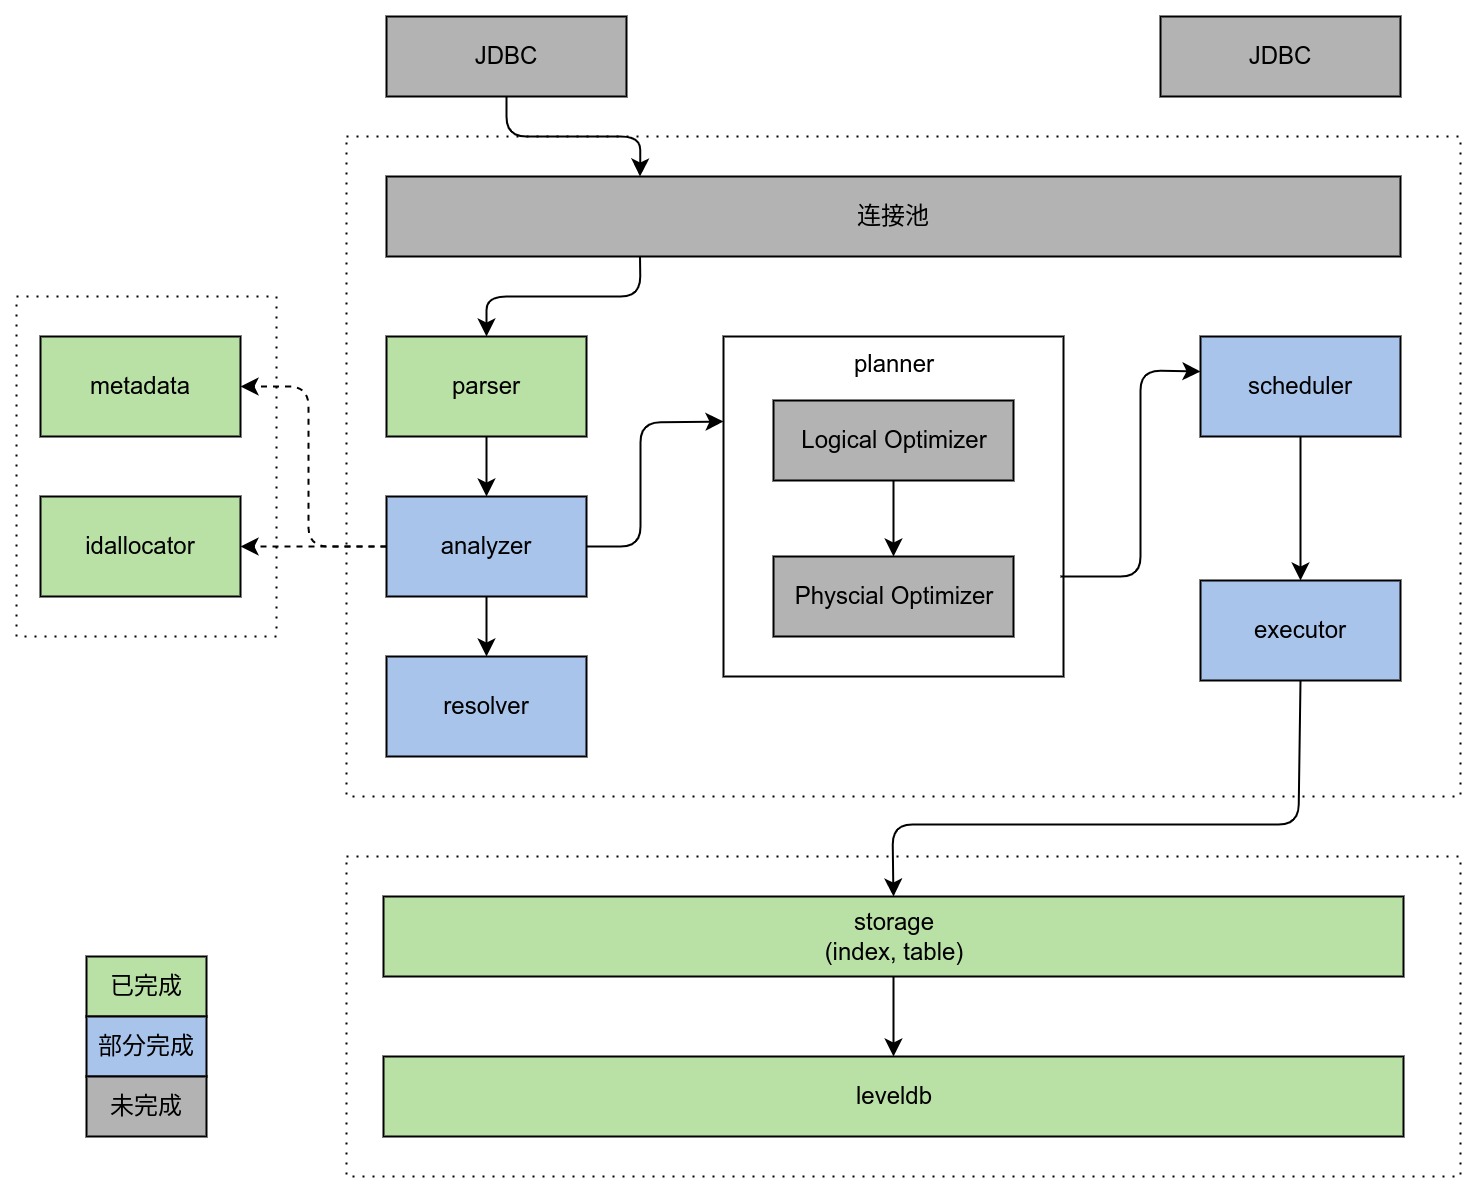 JDBC
JDBC
连接池
metadata
parser
planner
scheduler
Logical Optimizer
idallocator
analyzer
Physcial Optimizer
executor
resolver
storage
(index, table)
已完成
部分完成
未完成
leveldb